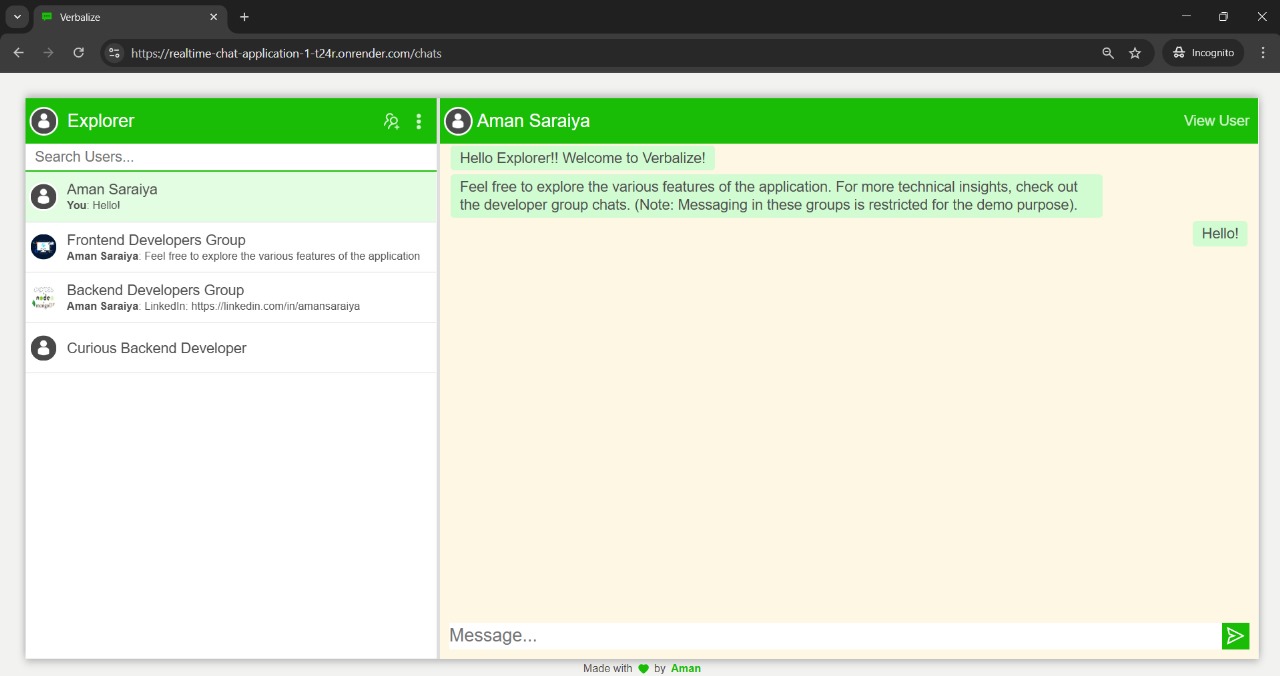 Verbalize
https://realtime-chat-application-1-t24r.onrender.com/chats
Incognito
Explorer
Search Users...
Aman Saraiya
You: Hello!
Frontend Developers Group
Aman Saraiya: Feel free to explore the various features of the application
Backend Developers Group
Aman Saraiya: LinkedIn: https://linkedin.com/in/amansaraiya
Curious Backend Developer
Aman Saraiya
View User
Hello Explorer!! Welcome to Verbalize!
Feel free to explore the various features of the application. For more technical insights, check out
the developer group chats. (Note: Messaging in these groups is restricted for the demo purpose).
Hello!
Message...
Made with by Aman